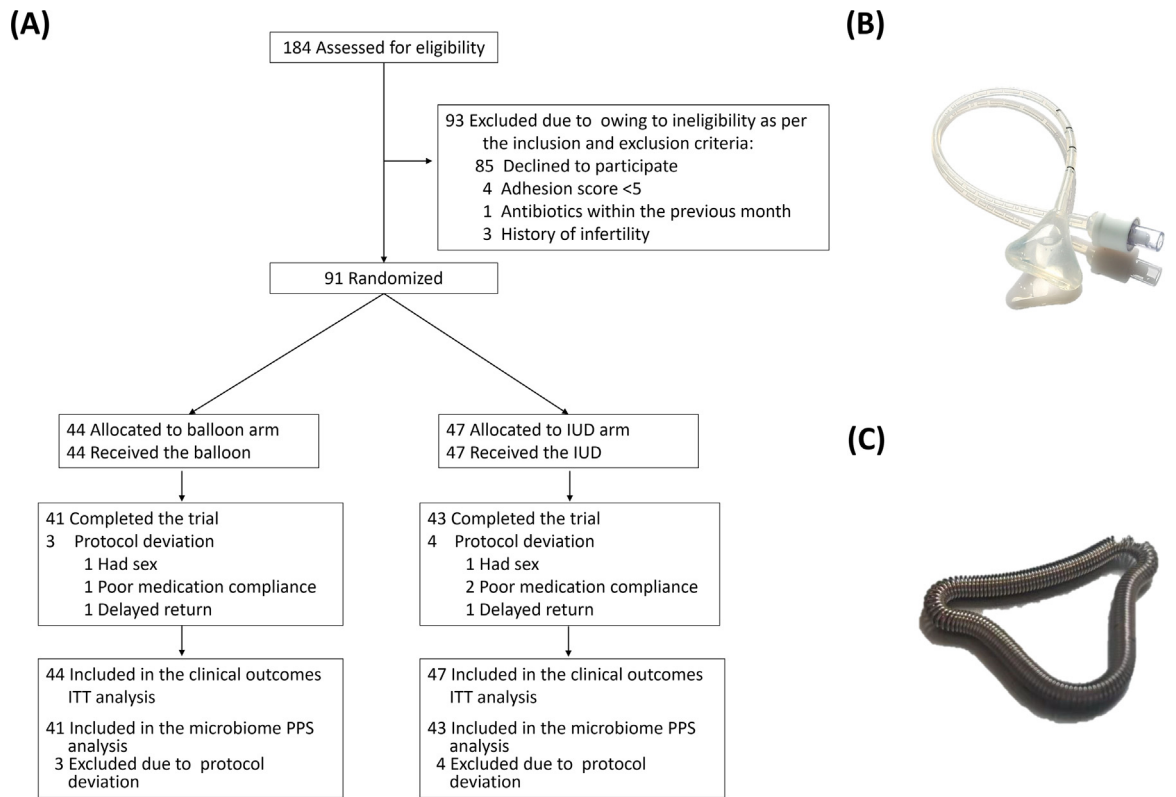 (A)
184 Assessed for eligibility
93 Excluded due to owing to ineligibility as per
the inclusion and exclusion criteria:
85 Declined to participate
4 Adhesion score <5
1 Antibiotics within the previous month
3 History of infertility
91 Randomized
44 Allocated to balloon arm
44 Received the balloon
47 Allocated to IUD arm
47 Received the IUD
41 Completed the trial
3 Protocol deviation
1 Had sex
1 Poor medication compliance
1 Delayed return
43 Completed the trial
4 Protocol deviation
1 Had sex
2 Poor medication compliance
1 Delayed return
44 Included in the clinical outcomes
ITT analysis
41 Included in the microbiome PPS
analysis
3 Excluded due to protocol
deviation
47 Included in the clinical outcomes
ITT analysis
43 Included in the microbiome PPS
analysis
4 Excluded due to protocol
deviation
(B)
(C)